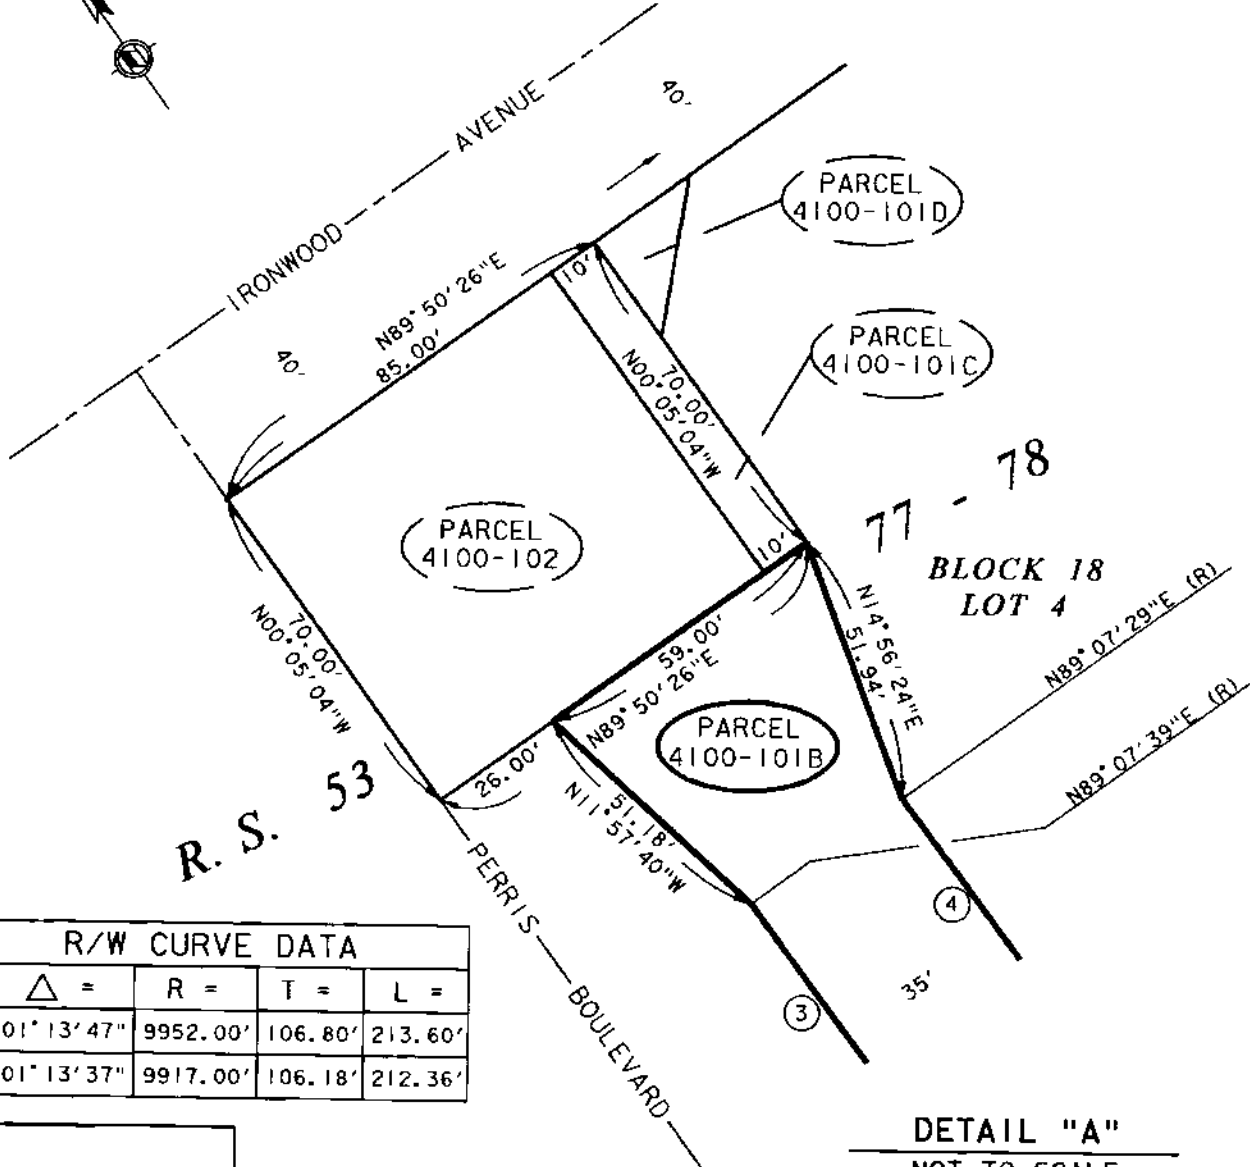 40'
AVENUE
IRONWOOD
PARCEL
4100-101D
N89°50'26"E
85.00'
10'
40'
PARCEL
4100-101C
70.00'
N00°05'04"W
77 - 78
BLOCK 18
LOT 4
PARCEL
4100-102
10'
N14°56'24"E
51.94'
N89°07'29"E (R)
N89°07'39"E (R)
59.00'
N89°50'26"E
70.00'
N00°05'04"W
PARCEL
4100-101B
26.00'
51.18'
N11°57'40"W
R. S. 53
PERRIS BOULEVARD
4
3
35'
R/W CURVE DATA
△ = R = T = L =
01°13'47" 9952.00' 106.80' 213.60'
01°13'37" 9917.00' 106.18' 212.36'
DETAIL "A"
NOT TO SCALE